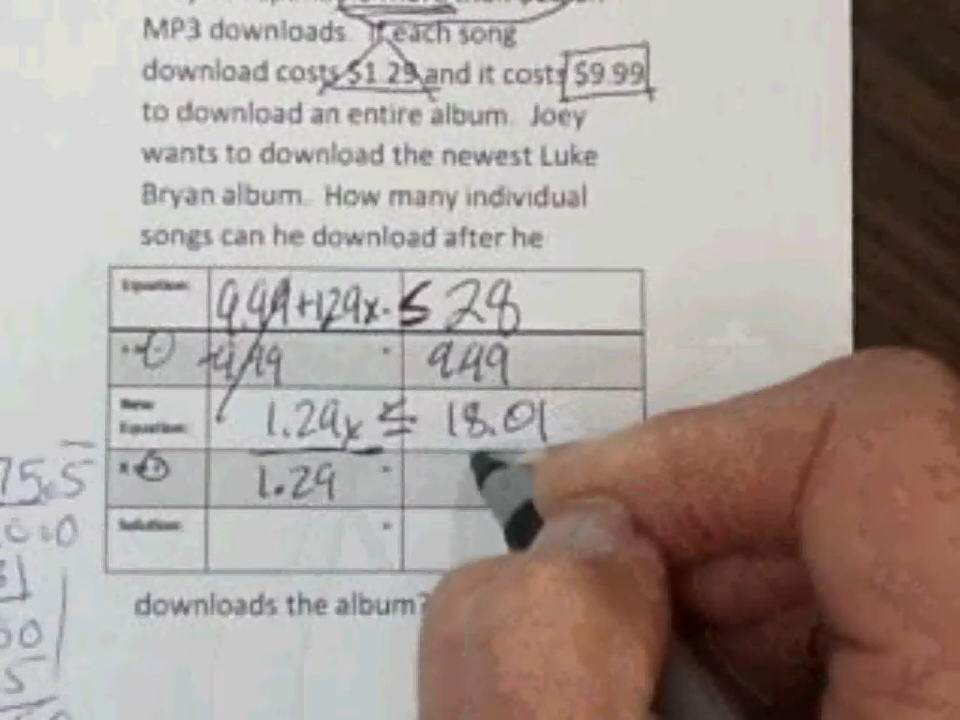 MP3 downloads. If each song
download costs $1.29 and it costs $9.99
to download an entire album. Joey
wants to download the newest Luke
Bryan album. How many individual
songs can he download after he
Equation: 9.99+1.29x ≤ 28
9.99
New Equation: 1.29x ≤ 18.01
1.29
Solution:
downloads the album?
75.5